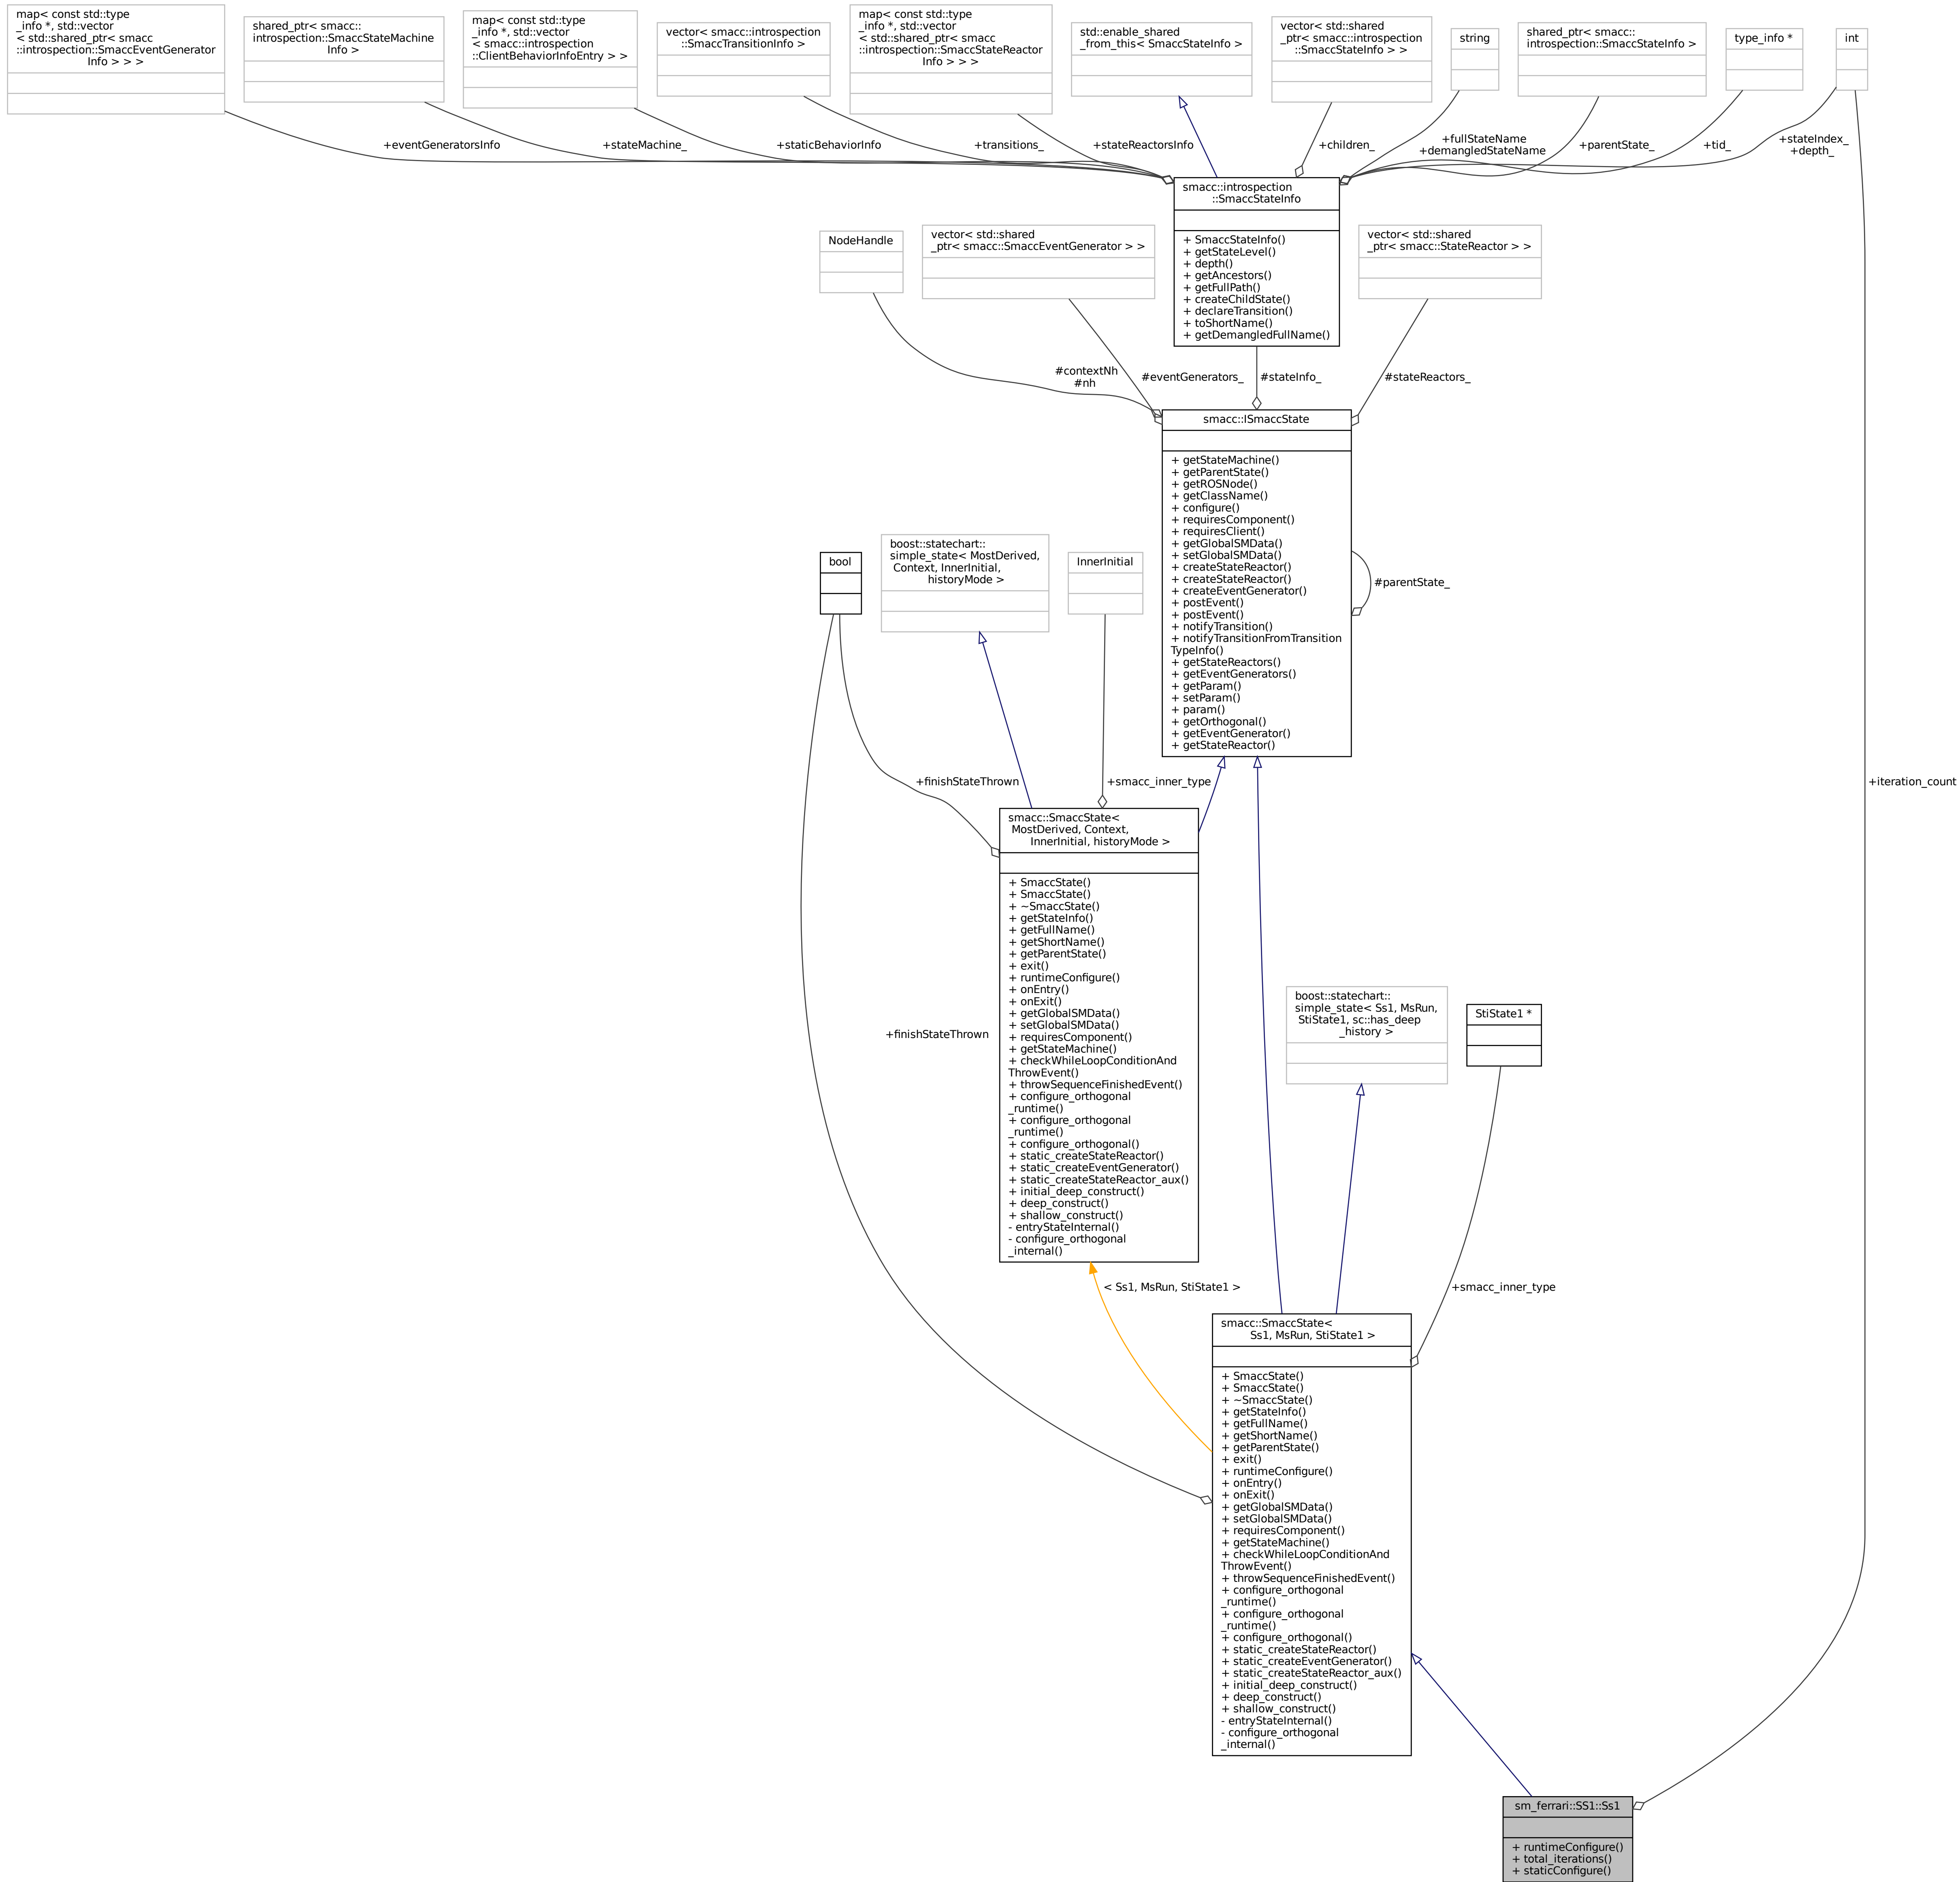 map< const std::type
_info *, std::vector
< std::shared_ptr< smacc
::introspection::SmaccEventGenerator
Info > > >
shared_ptr< smacc::
introspection::SmaccStateMachine
Info >
map< const std::type
_info *, std::vector
< smacc::introspection
::ClientBehaviorInfoEntry > >
vector< smacc::introspection
::SmaccTransitionInfo >
map< const std::type
_info *, std::vector
< std::shared_ptr< smacc
::introspection::SmaccStateReactor
Info > > >
std::enable_shared
_from_this< SmaccStateInfo >
vector< std::shared
_ptr< smacc::introspection
::SmaccStateInfo > >
string
shared_ptr< smacc::
introspection::SmaccStateInfo >
type_info *
int
+eventGeneratorsInfo
+stateMachine_
+staticBehaviorInfo
+transitions_
+stateReactorsInfo
+children_
+fullStateName
+demangledStateName
+parentState_
+tid_
+stateIndex_
+depth_
smacc::introspection
::SmaccStateInfo
+ SmaccStateInfo()
+ getStateLevel()
+ depth()
+ getAncestors()
+ getFullPath()
+ createChildState()
+ declareTransition()
+ toShortName()
+ getDemangledFullName()
NodeHandle
vector< std::shared
_ptr< smacc::SmaccEventGenerator > >
vector< std::shared
_ptr< smacc::StateReactor > >
#contextNh
#nh
#eventGenerators_
#stateInfo_
#stateReactors_
smacc::ISmaccState
+ getStateMachine()
+ getParentState()
+ getROSNode()
+ getClassName()
+ configure()
+ requiresComponent()
+ requiresClient()
+ getGlobalSMData()
+ setGlobalSMData()
+ createStateReactor()
+ createStateReactor()
+ createEventGenerator()
+ postEvent()
+ postEvent()
+ notifyTransition()
+ notifyTransitionFromTransition
TypeInfo()
+ getStateReactors()
+ getEventGenerators()
+ getParam()
+ setParam()
+ param()
+ getOrthogonal()
+ getEventGenerator()
+ getStateReactor()
#parentState_
bool
boost::statechart::
simple_state< MostDerived,
Context, InnerInitial,
historyMode >
InnerInitial
+finishStateThrown
+smacc_inner_type
+iteration_count
smacc::SmaccState<
MostDerived, Context,
InnerInitial, historyMode >
+ SmaccState()
+ SmaccState()
+ ~SmaccState()
+ getStateInfo()
+ getFullName()
+ getShortName()
+ getParentState()
+ exit()
+ runtimeConfigure()
+ onEntry()
+ onExit()
+ getGlobalSMData()
+ setGlobalSMData()
+ requiresComponent()
+ getStateMachine()
+ checkWhileLoopConditionAnd
ThrowEvent()
+ throwSequenceFinishedEvent()
+ configure_orthogonal
_runtime()
+ configure_orthogonal
_runtime()
+ configure_orthogonal()
+ static_createStateReactor()
+ static_createEventGenerator()
+ static_createStateReactor_aux()
+ initial_deep_construct()
+ deep_construct()
+ shallow_construct()
- entryStateInternal()
- configure_orthogonal
_internal()
+finishStateThrown
boost::statechart::
simple_state< Ss1, MsRun,
StiState1, sc::has_deep
_history >
StiState1 *
< Ss1, MsRun, StiState1 >
+smacc_inner_type
smacc::SmaccState<
Ss1, MsRun, StiState1 >
+ SmaccState()
+ SmaccState()
+ ~SmaccState()
+ getStateInfo()
+ getFullName()
+ getShortName()
+ getParentState()
+ exit()
+ runtimeConfigure()
+ onEntry()
+ onExit()
+ getGlobalSMData()
+ setGlobalSMData()
+ requiresComponent()
+ getStateMachine()
+ checkWhileLoopConditionAnd
ThrowEvent()
+ throwSequenceFinishedEvent()
+ configure_orthogonal
_runtime()
+ configure_orthogonal
_runtime()
+ configure_orthogonal()
+ static_createStateReactor()
+ static_createEventGenerator()
+ static_createStateReactor_aux()
+ initial_deep_construct()
+ deep_construct()
+ shallow_construct()
- entryStateInternal()
- configure_orthogonal
_internal()
sm_ferrari::SS1::Ss1
+ runtimeConfigure()
+ total_iterations()
+ staticConfigure()